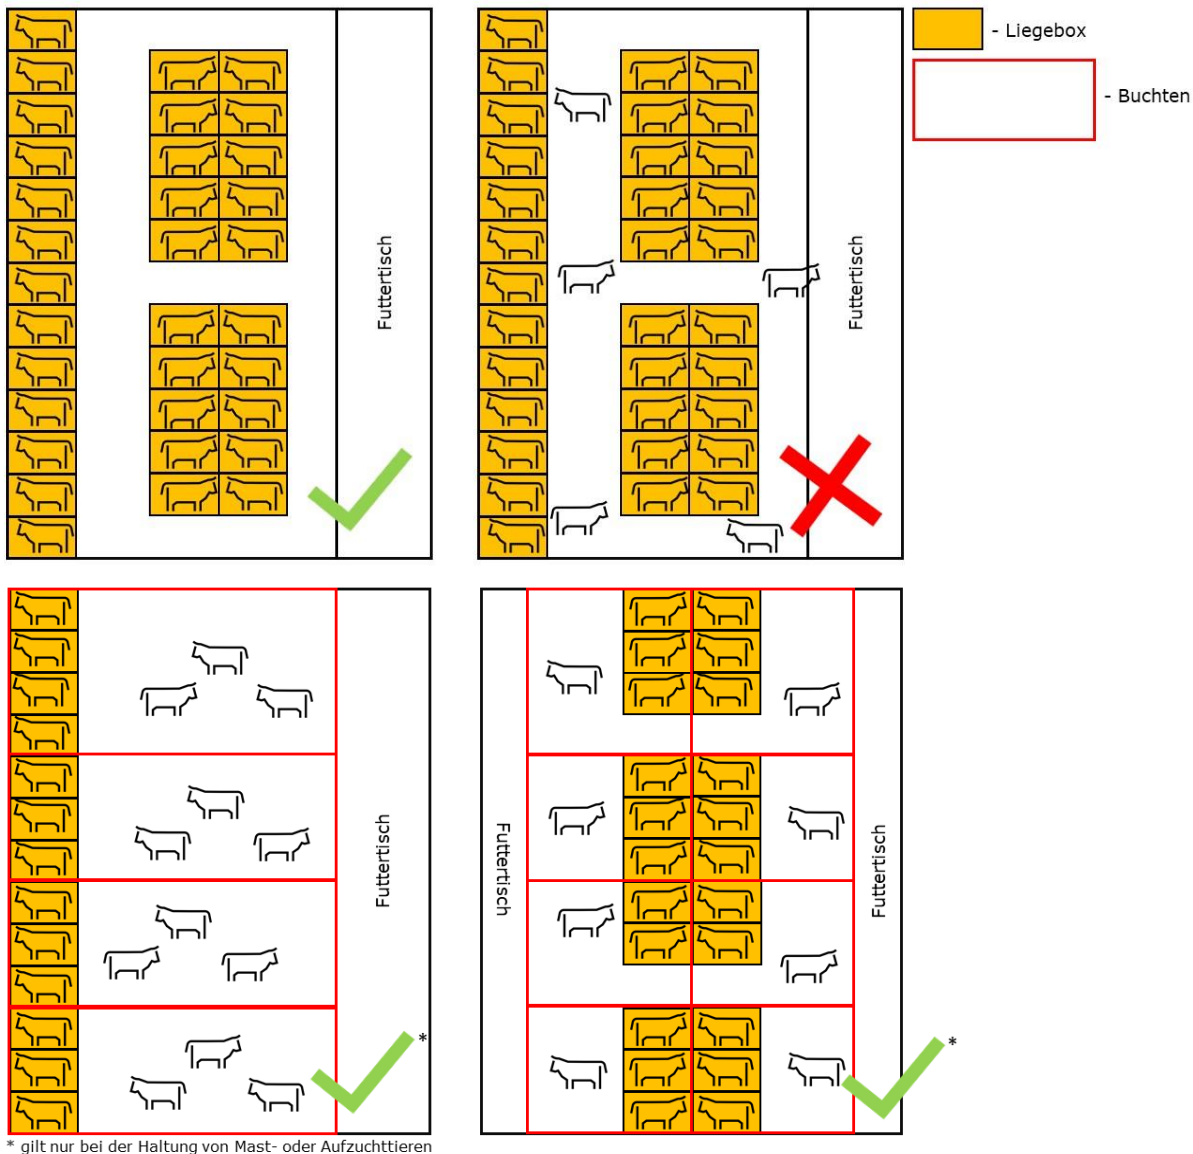 - Liegebox
- Buchten
Futtertisch
Futtertisch
Futtertisch
Futtertisch
Futtertisch
*
*
* gilt nur bei der Haltung von Mast- oder Aufzuchttieren